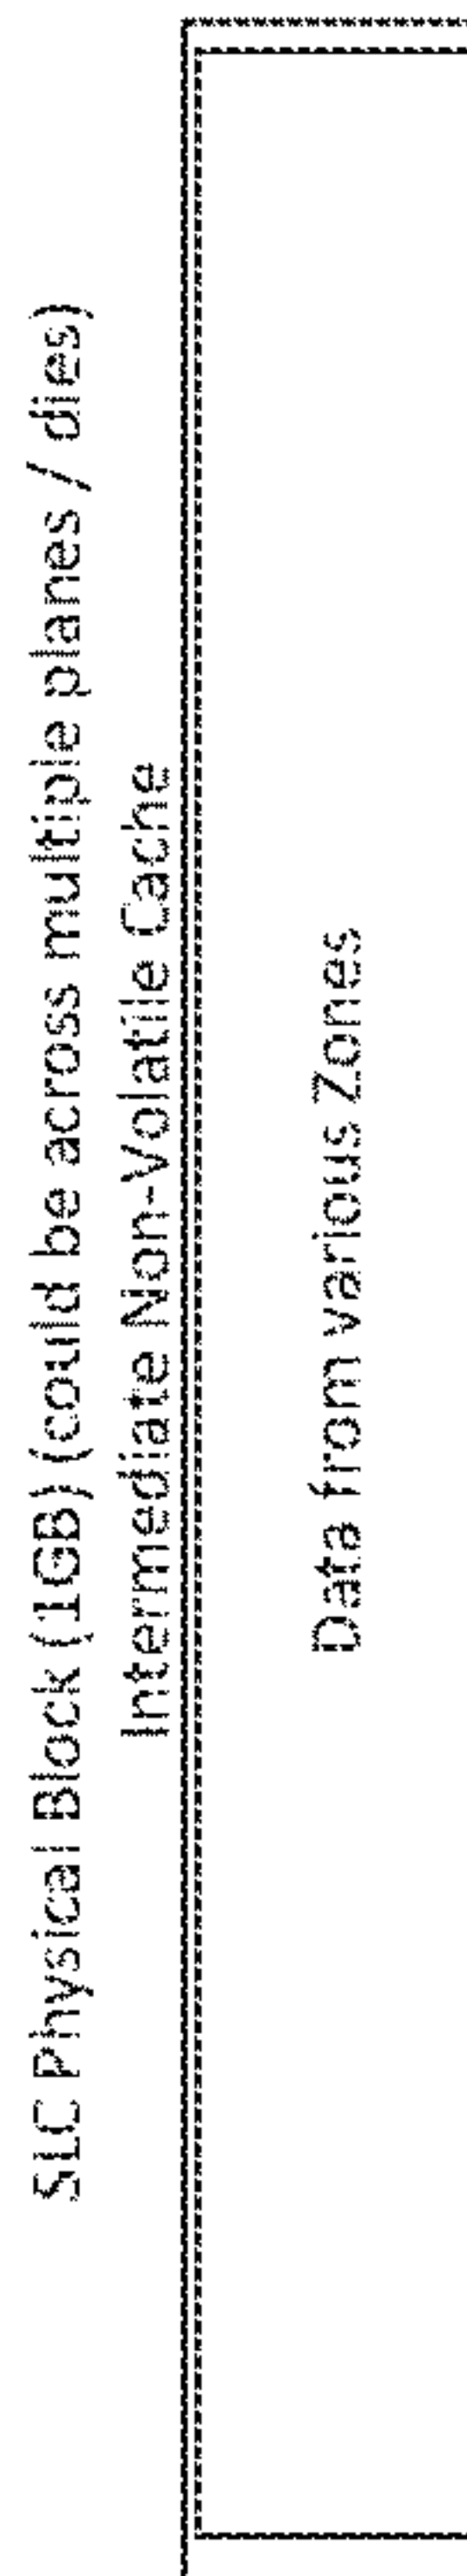 SLC Physical Block (1GB) (could be across multiple planes / dies)
Intermediate Non-Volatile Cache
Data from various Zones